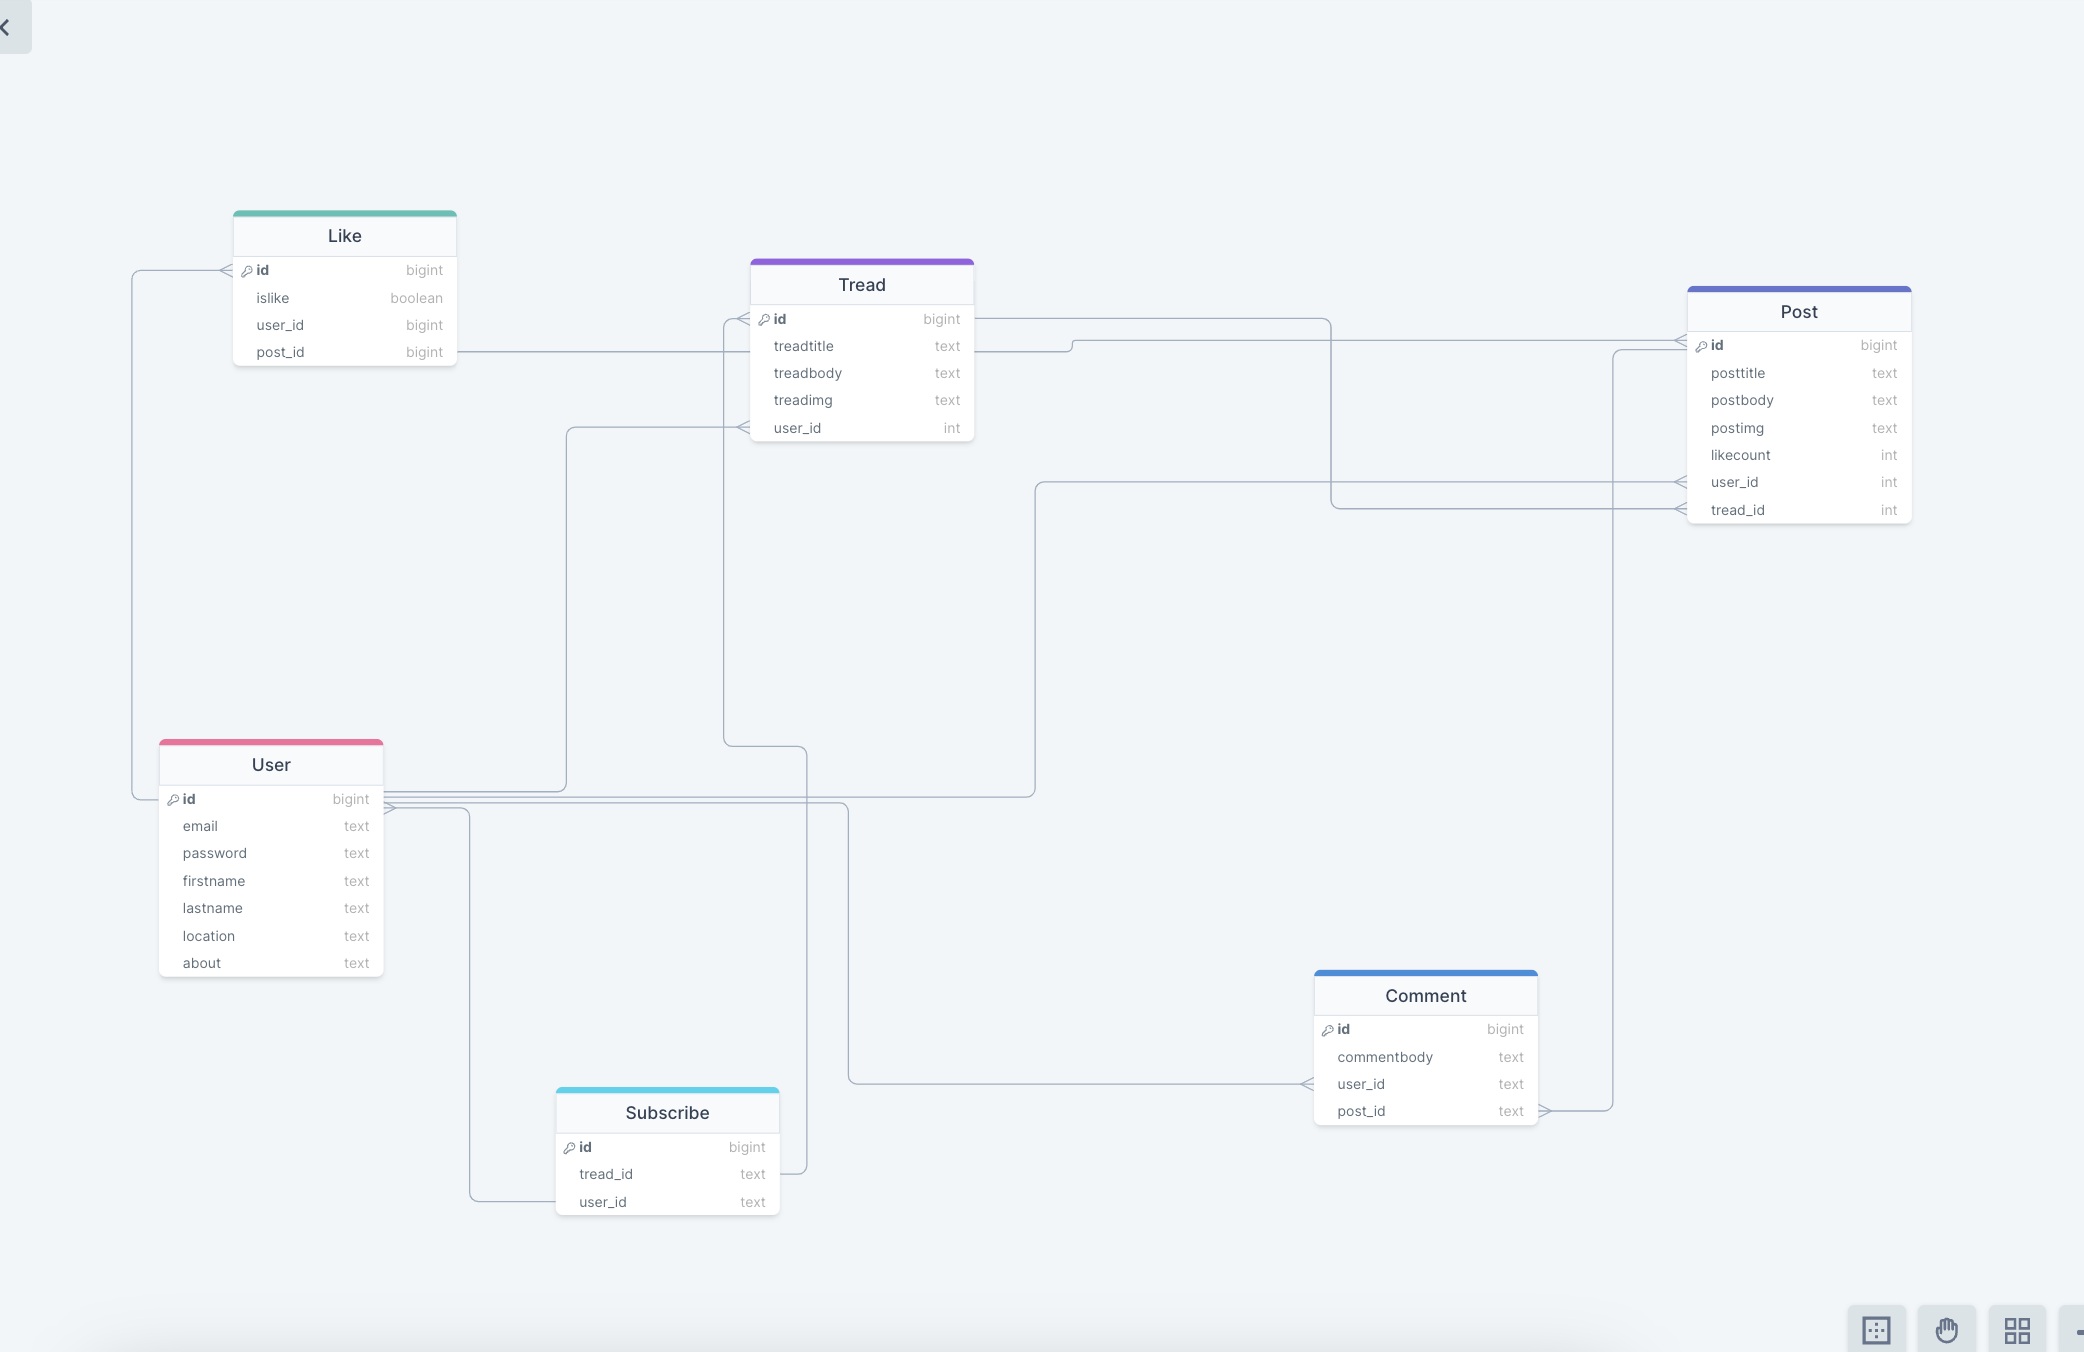 Like
id bigint
islike boolean
user_id bigint
post_id bigint
Tread
id bigint
treadtitle text
treadbody text
treadimg text
user_id int
Post
id bigint
posttitle text
postbody text
postimg text
likecount int
user_id int
tread_id int
User
id bigint
email text
password text
firstname text
lastname text
location text
about text
Comment
id bigint
commentbody text
user_id text
post_id text
Subscribe
id bigint
tread_id text
user_id text